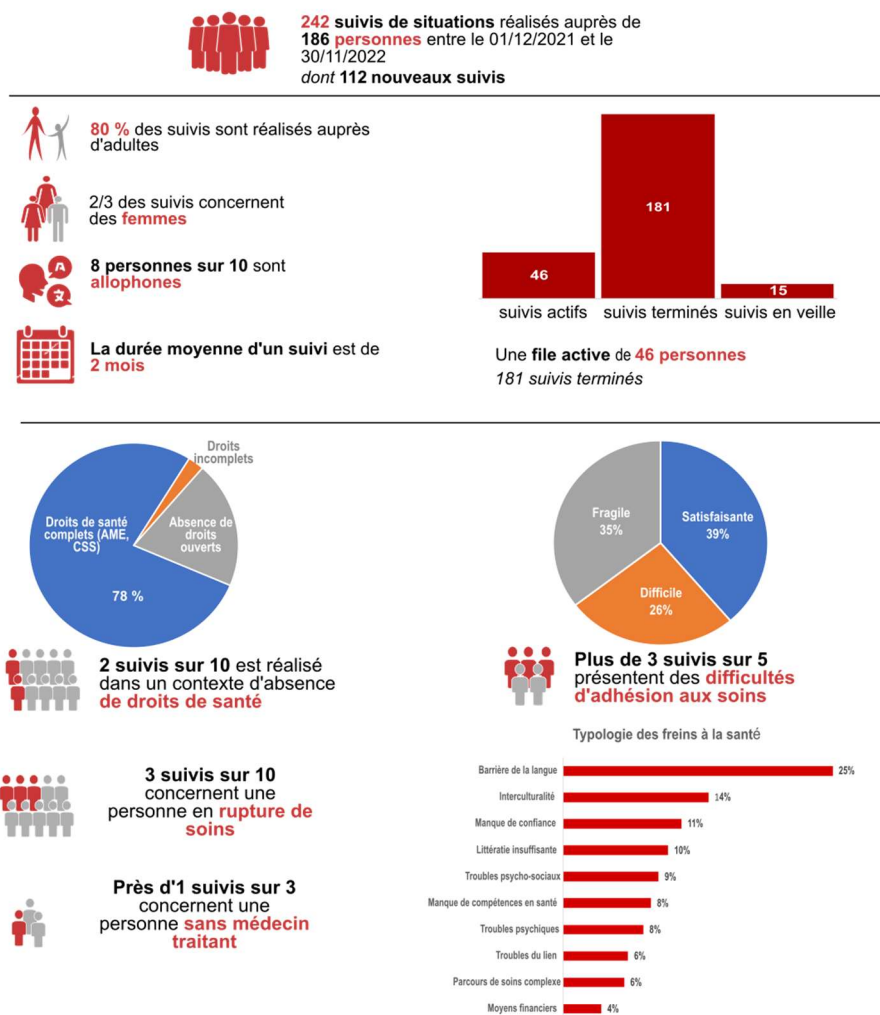 242 suivis de situations réalisés auprès de
186 personnes entre le 01/12/2021 et le
30/11/2022
dont 112 nouveaux suivis
80 % des suivis sont réalisés auprès
d'adultes
2/3 des suivis concernent
des femmes
8 personnes sur 10 sont
allophones
La durée moyenne d'un suivi est de
2 mois
46
181
15
suivis actifs
suivis terminés
suivis en veille
Une file active de 46 personnes
181 suivis terminés
Droits
incomplets
Droits de santé
complets (AME,
CSS)
78 %
Absence de
droits
ouverts
2 suivis sur 10 est réalisé
dans un contexte d'absence
de droits de santé
3 suivis sur 10
concernent une
personne en rupture de
soins
Près d'1 suivis sur 3
concernent une
personne sans médecin
traitant
Fragile
35%
Satisfaisante
39%
Difficile
26%
Plus de 3 suivis sur 5
présentent des difficultés
d'adhésion aux soins
Typologie des freins à la santé
Barrière de la langue 25%
Interculturalité 14%
Manque de confiance 11%
Littératie insuffisante 10%
Troubles psycho-sociaux 9%
Manque de compétences en santé 8%
Troubles psychiques 8%
Troubles du lien 6%
Parcours de soins complexe 6%
Moyens financiers 4%